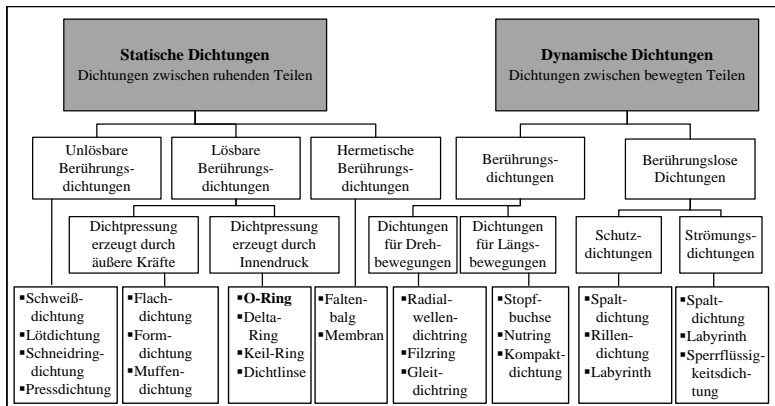 Statische Dichtungen
Dichtungen zwischen ruhenden Teilen
Dynamische Dichtungen
Dichtungen zwischen bewegten Teilen
Unlösbare
Berührungs-
dichtungen
Lösbare
Berührungs-
dichtungen
Hermetische
Berührungs-
dichtungen
Berührungs-
dichtungen
Berührungslose
Dichtungen
Dichtpressung
erzeugt durch
äußere Kräfte
Dichtpressung
erzeugt durch
Innendruck
Dichtungen
für Dreh-
bewegungen
Dichtungen
für Längs-
bewegungen
Schutz-
dichtungen
Strömungs-
dichtungen
▪Schweiß-
dichtung
▪Lötdichtung
▪Schneidring-
dichtung
▪Pressdichtung
▪Flach-
dichtung
▪Form-
dichtung
▪Muffen-
dichtung
▪O-Ring
▪Delta-
Ring
▪Keil-Ring
▪Dichtlinse
▪Falten-
balg
▪Membran
▪Radial-
wellen-
dichtring
▪Filzring
▪Gleit-
dichtring
▪Stopf-
buchse
▪Nutring
▪Kompakt-
dichtung
▪Spalt-
dichtung
▪Rillen-
dichtung
▪Labyrinth
▪Spalt-
dichtung
▪Labyrinth
▪Sperrflüssig-
keitsdich-
tung